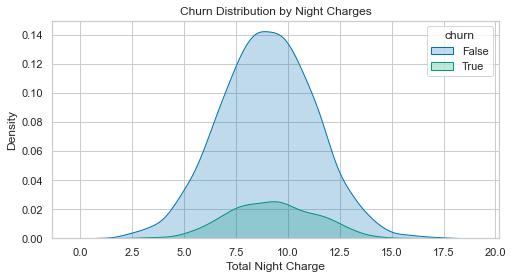 Churn Distribution by Night Charges
churn
False
True
Density
0.14
0.12
0.10
0.08
0.06
0.04
0.02
0.00
0.0 2.5 5.0 7.5 10.0 12.5 15.0 17.5 20.0
Total Night Charge